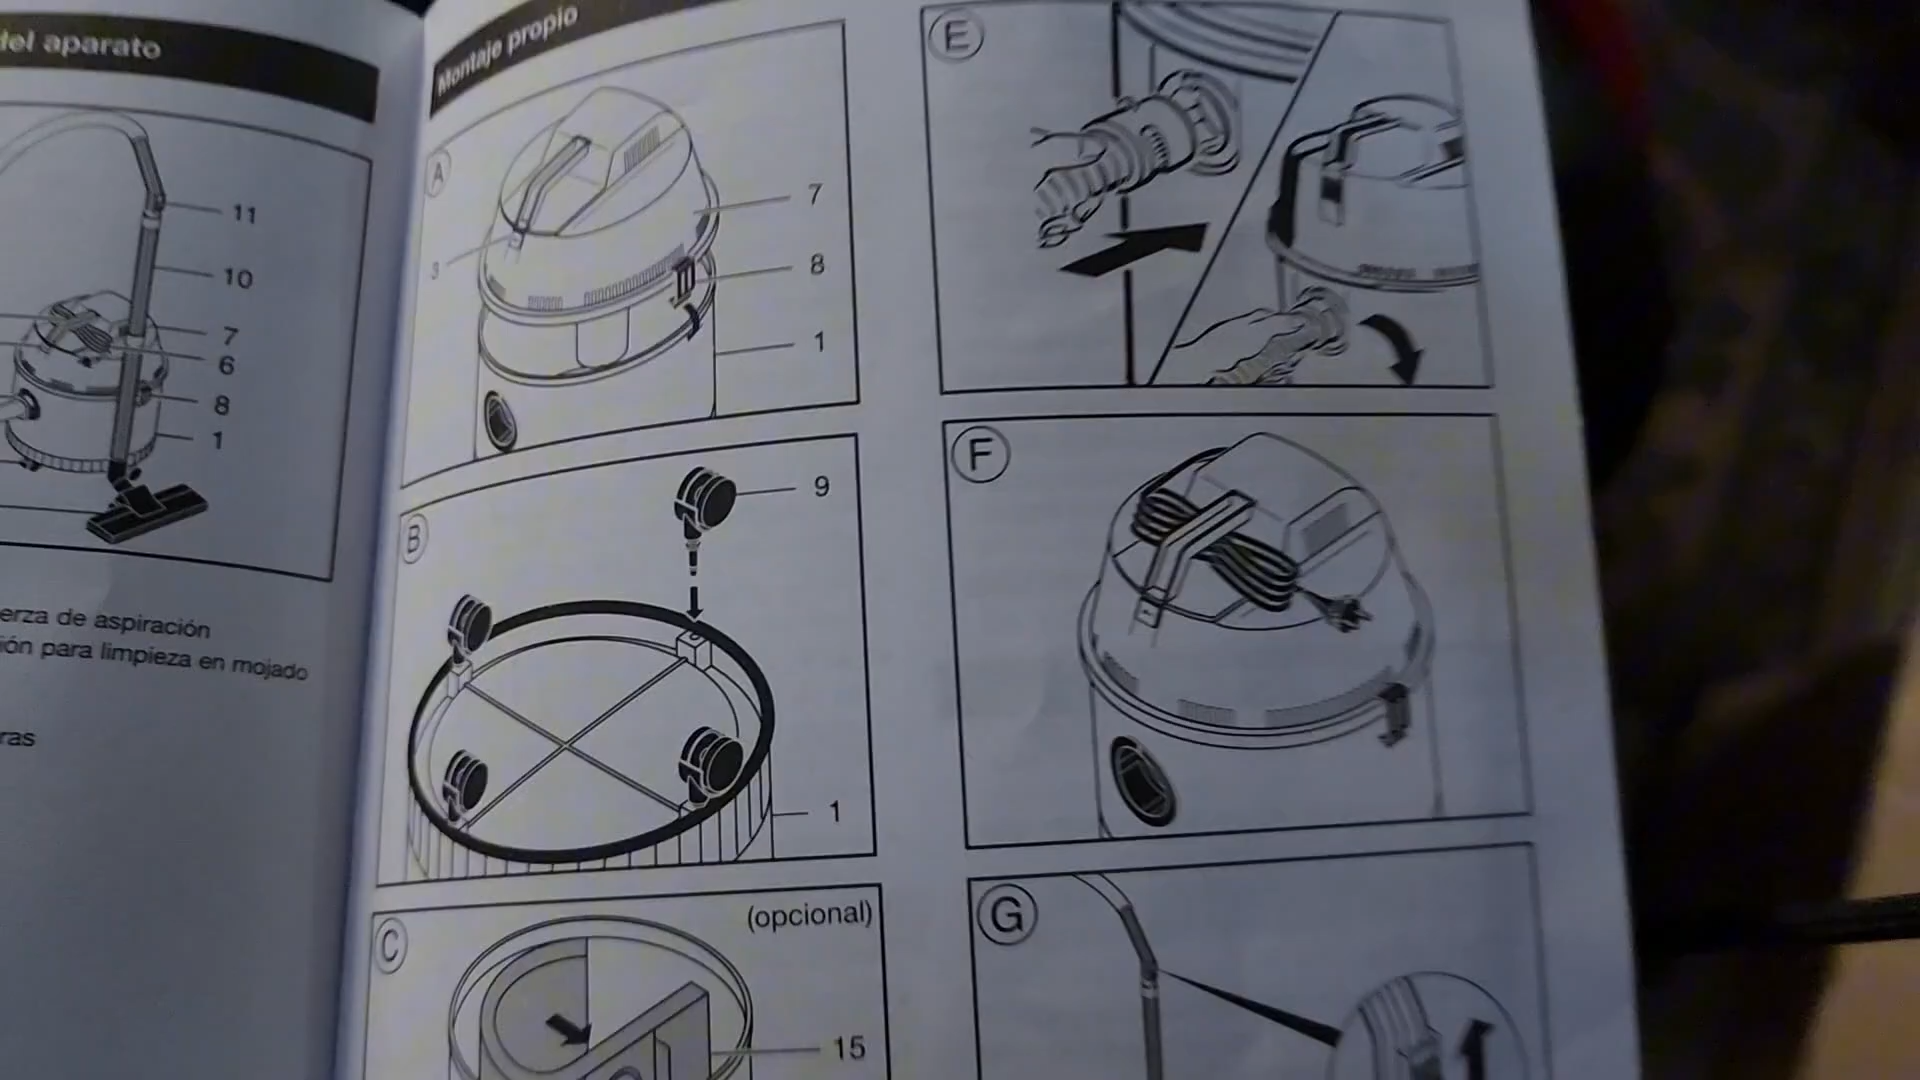 del aparato
11
10
7
6
8
1
erza de aspiración
ión para limpieza en mojado
ras
Montaje propio
A
7
3
8
1
B
9
1
C
(opcional)
15
E
F
G